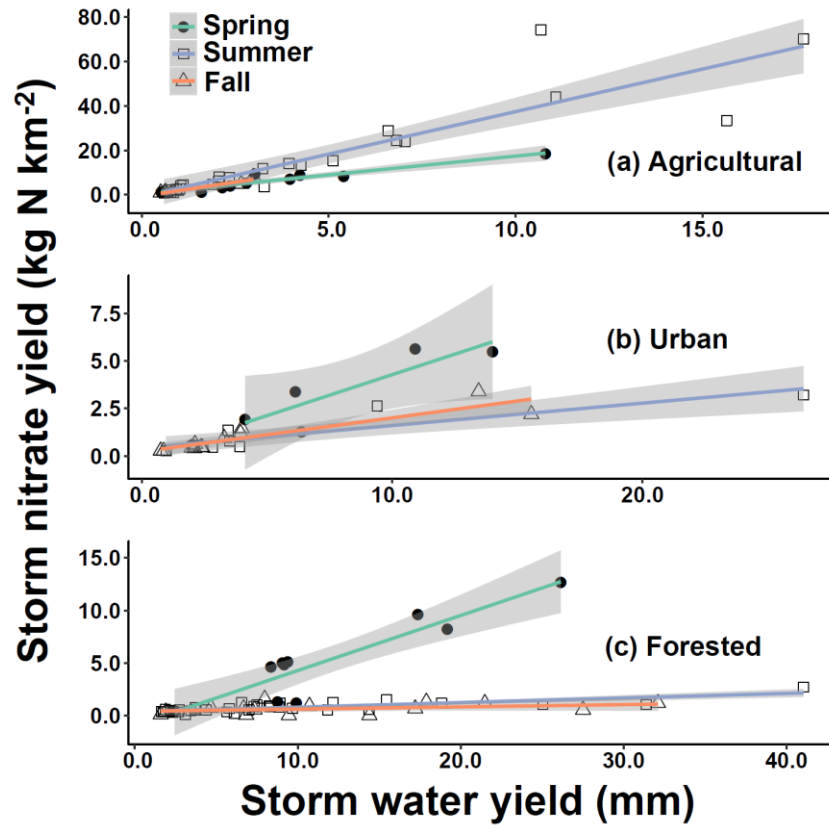 Storm nitrate yield (kg N km-2)
80.0
60.0
40.0
20.0
0.0
Spring
Summer
Fall
(a) Agricultural
0.0 5.0 10.0 15.0
7.5
5.0
2.5
0.0
(b) Urban
0.0 10.0 20.0
15.0
10.0
5.0
0.0
(c) Forested
0.0 10.0 20.0 30.0 40.0
Storm water yield (mm)